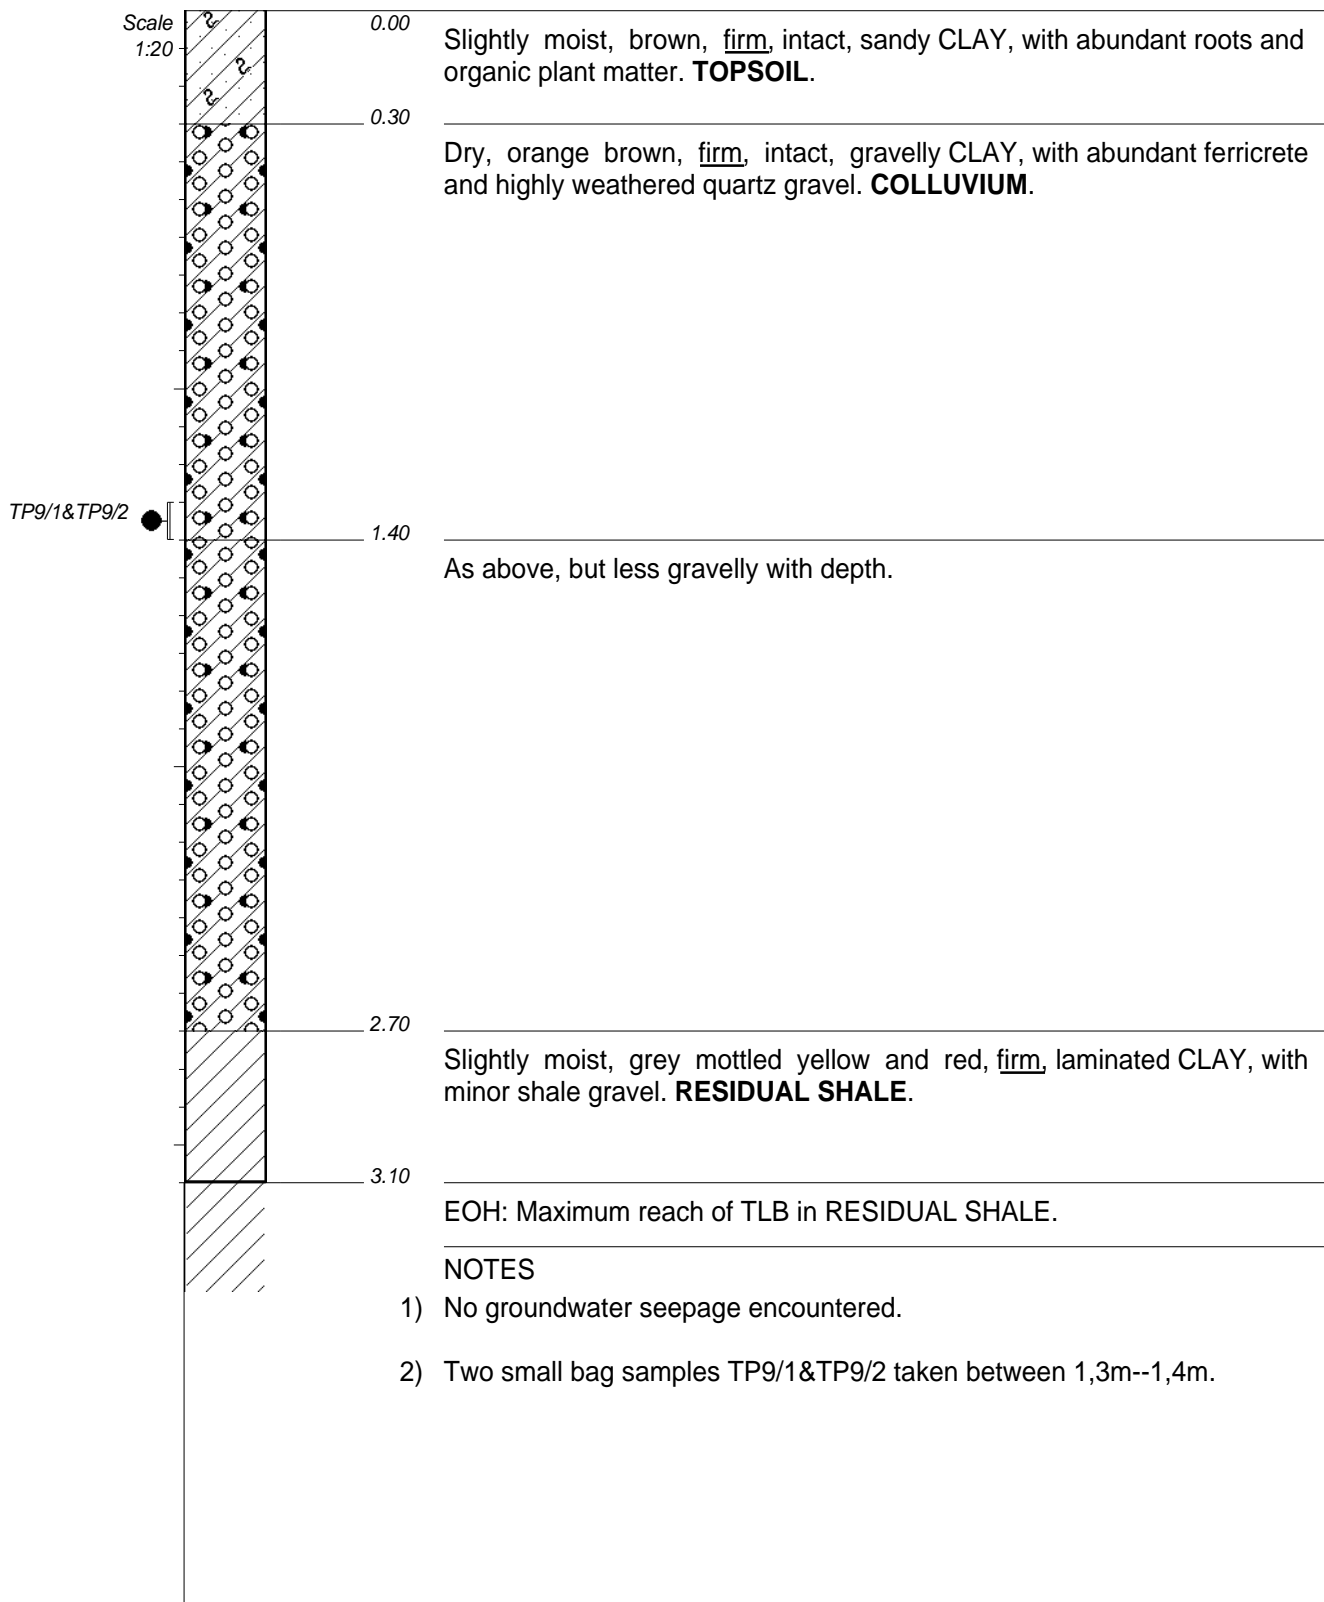 Scale
1:20
0.00
Slightly moist, brown, firm, intact, sandy CLAY, with abundant roots and
organic plant matter. TOPSOIL.
0.30
Dry, orange brown, firm, intact, gravelly CLAY, with abundant ferricrete
and highly weathered quartz gravel. COLLUVIUM.
TP9/1&TP9/2
1.40
As above, but less gravelly with depth.
2.70
Slightly moist, grey mottled yellow and red, firm, laminated CLAY, with
minor shale gravel. RESIDUAL SHALE.
3.10
EOH: Maximum reach of TLB in RESIDUAL SHALE.
NOTES
1) No groundwater seepage encountered.
2) Two small bag samples TP9/1&TP9/2 taken between 1,3m--1,4m.